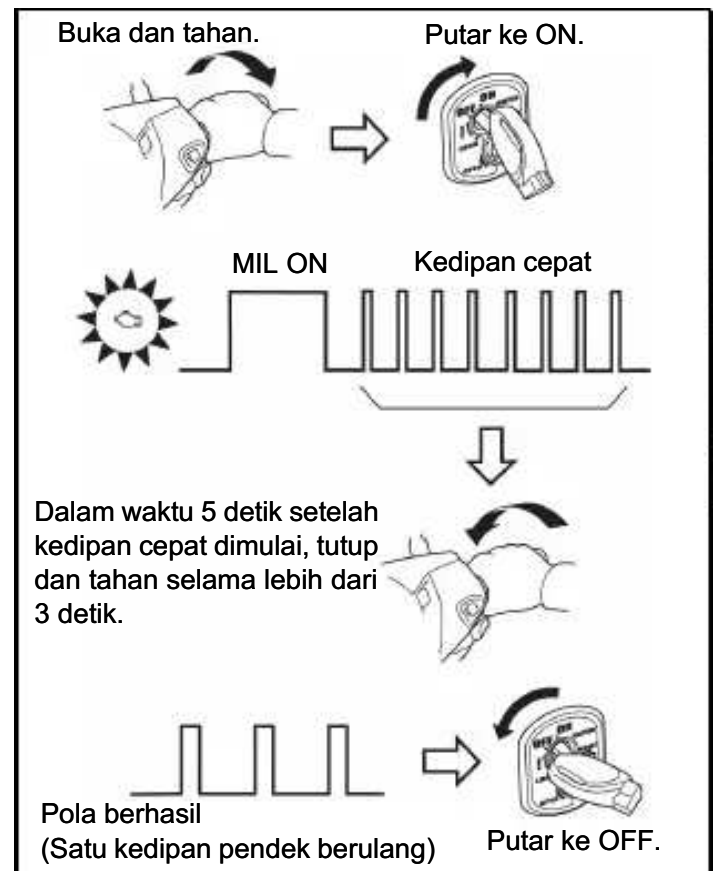 Buka dan tahan.
Putar ke ON.
MIL ON
Kedipan cepat
Dalam waktu 5 detik setelah
kedipan cepat dimulai, tutup
dan tahan selama lebih dari
3 detik.
Pola berhasil
(Satu kedipan pendek berulang)
Putar ke OFF.